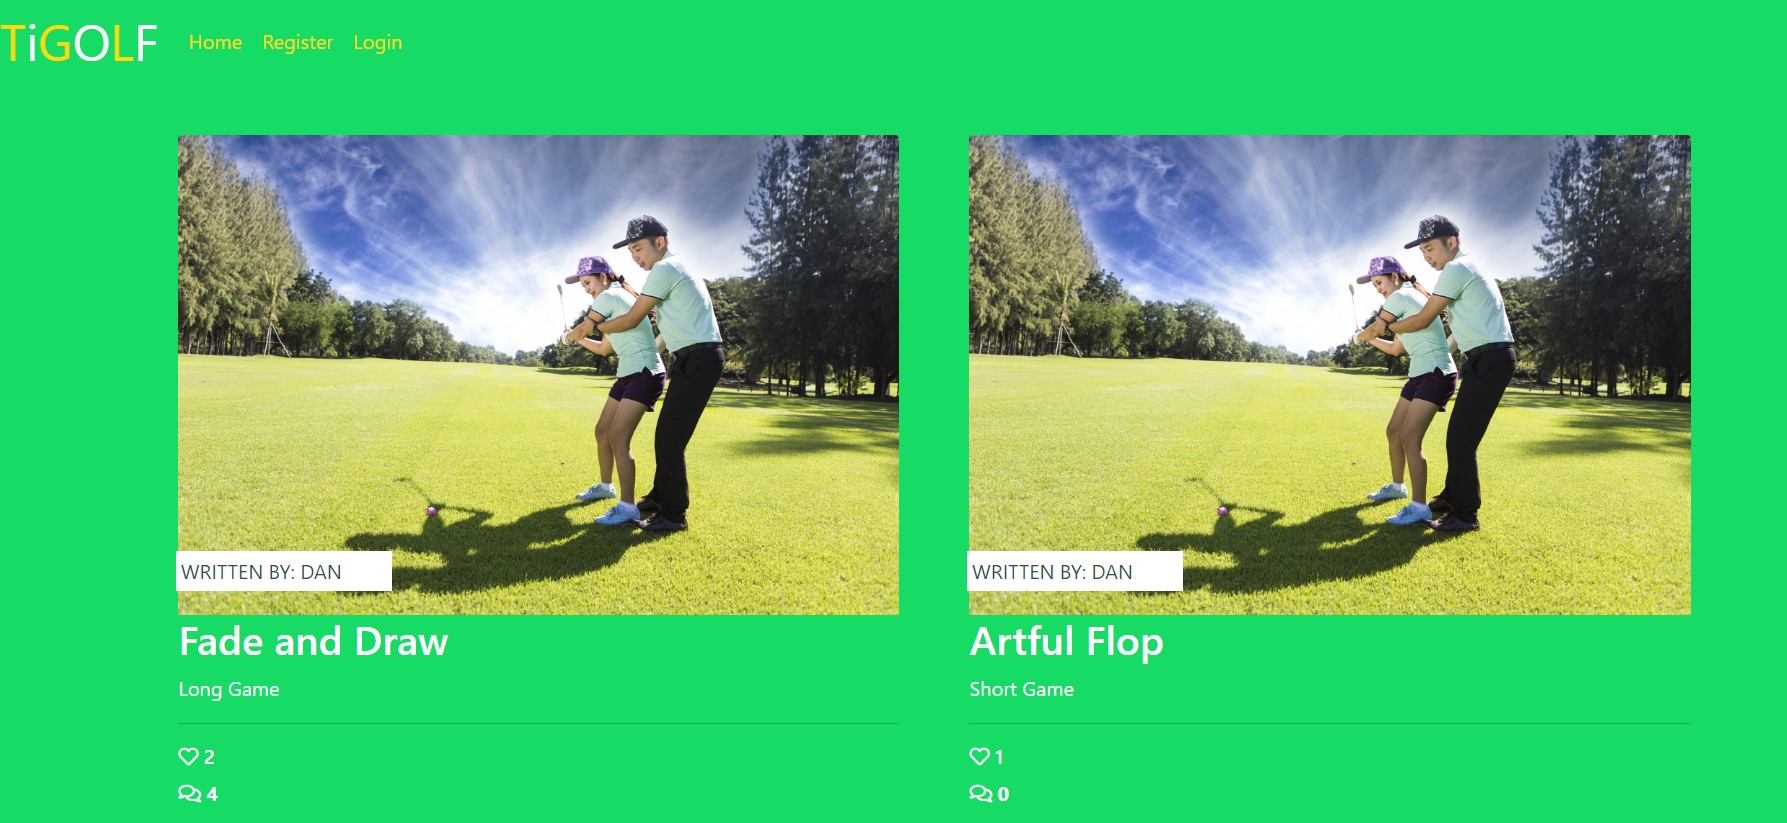 TiGOLF Home Register Login
WRITTEN BY: DAN
Fade and Draw
Long Game
2
4
WRITTEN BY: DAN
Artful Flop
Short Game
1
0